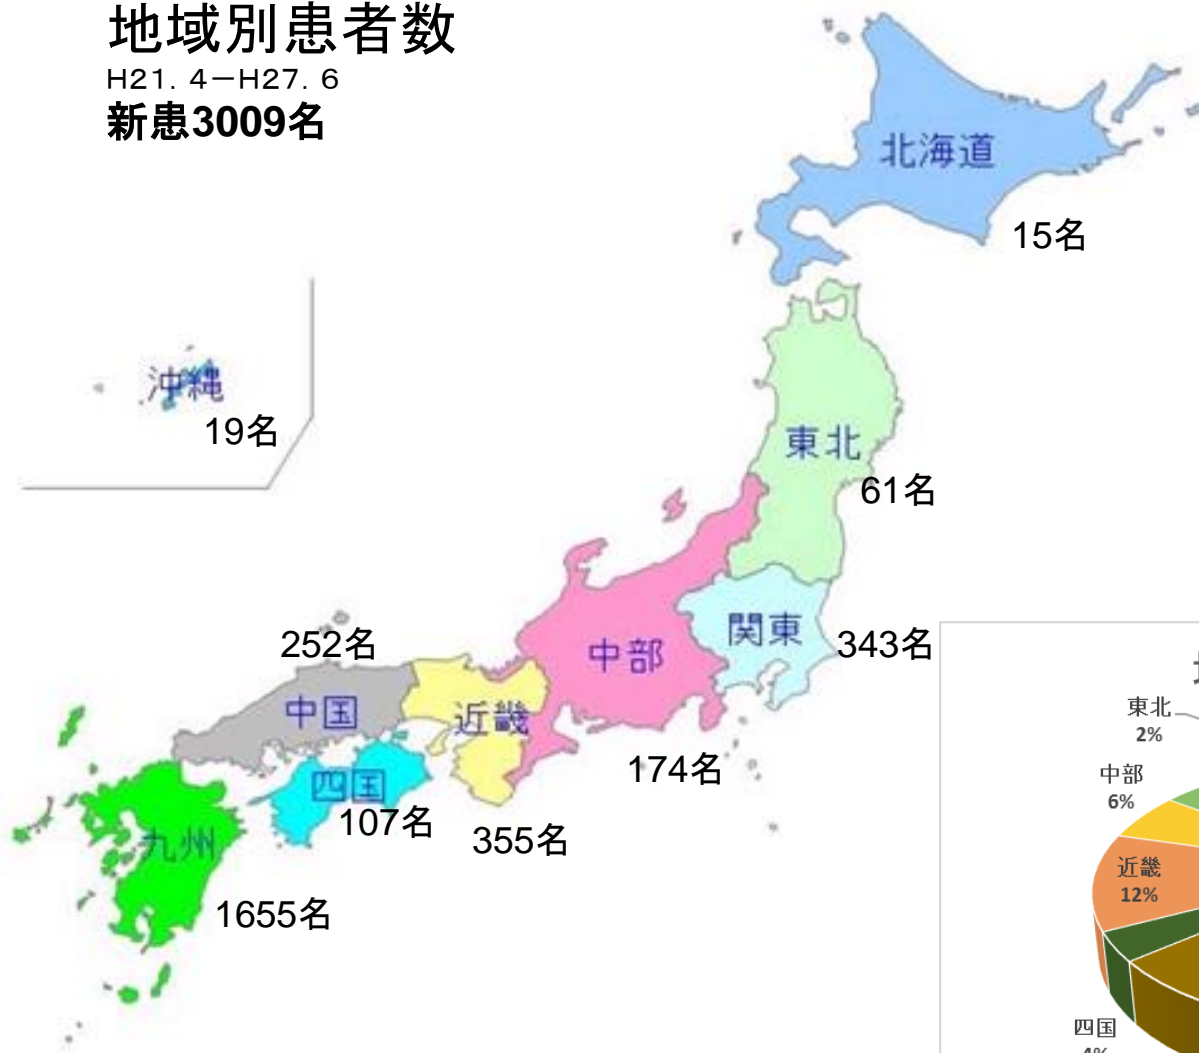 地域別患者数
H21. 4－H27. 6
新患3009名
北海道
15名
沖縄
19名
東北
61名
関東
343名
中部
174名
252名
中国
近畿
355名
四国
107名
九州
1655名
東北
2%
中部
6%
近畿
12%
四国
4%